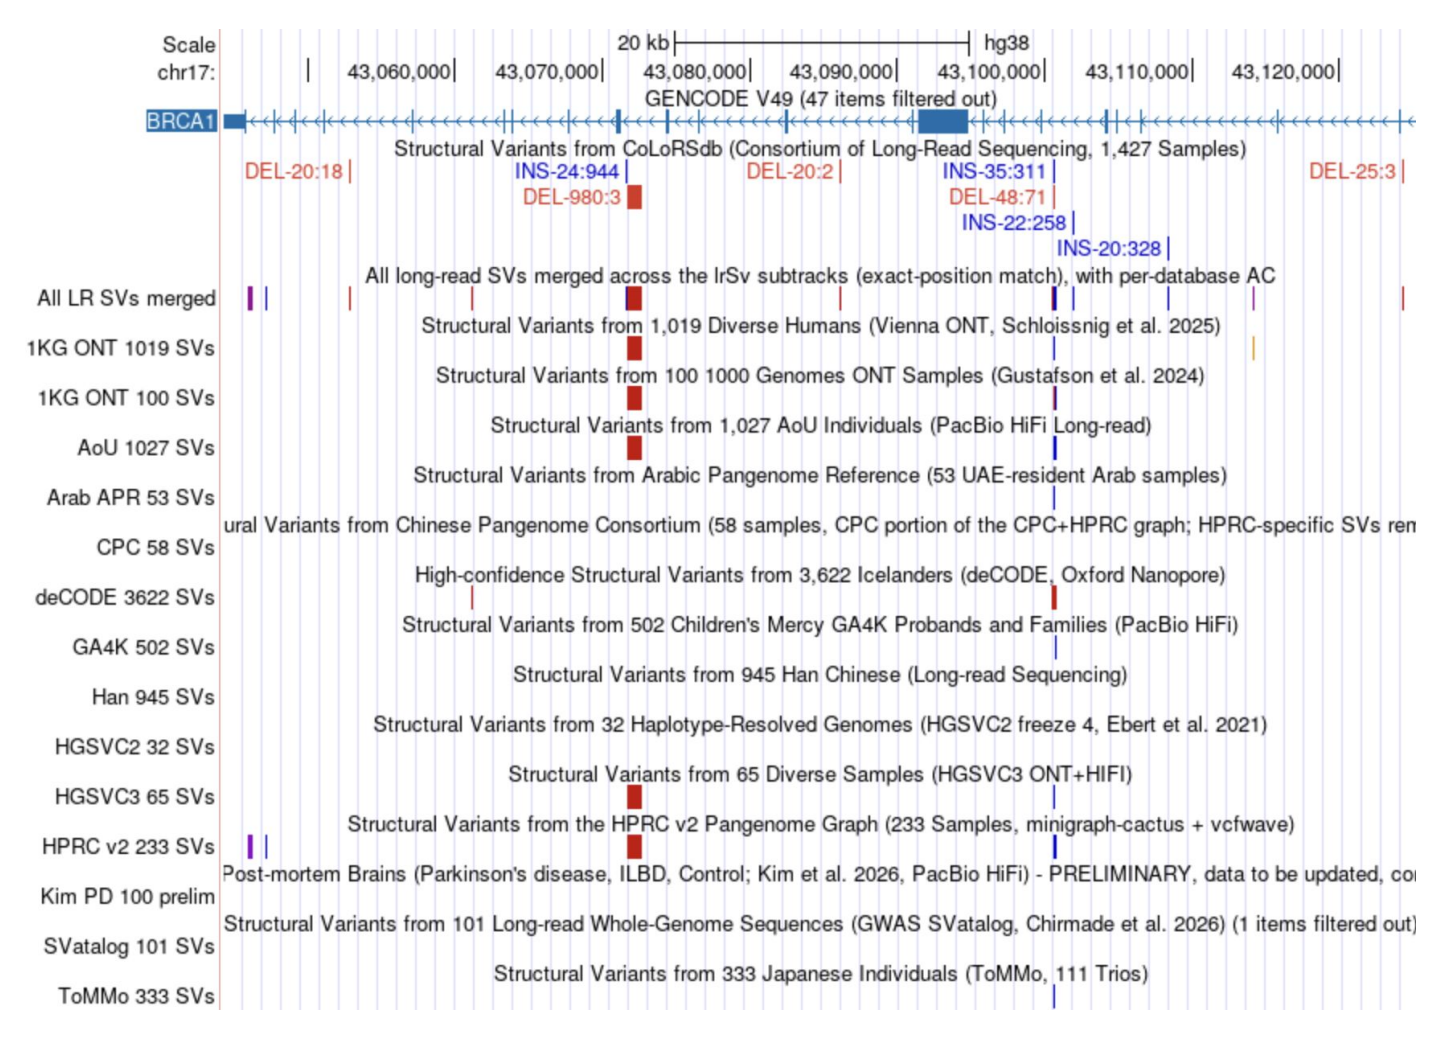 Scale 20 kb hg38
chr17: 43,060,000 43,070,000 43,080,000 43,090,000 43,100,000 43,110,000 43,120,000
GENCODE V49 (47 items filtered out)
BRCA1
Structural Variants from CoLoRSdb (Consortium of Long-Read Sequencing, 1,427 Samples)
DEL-20:18 INS-24:944 DEL-20:2 INS-35:311 DEL-25:3
DEL-980:3 DEL-48:71
INS-22:258
INS-20:328
All long-read SVs merged across the lrSv subtracks (exact-position match), with per-database AC
All LR SVs merged
Structural Variants from 1,019 Diverse Humans (Vienna ONT, Schloissnig et al. 2025)
1KG ONT 1019 SVs
Structural Variants from 100 1000 Genomes ONT Samples (Gustafson et al. 2024)
1KG ONT 100 SVs
Structural Variants from 1,027 AoU Individuals (PacBio HiFi Long-read)
AoU 1027 SVs
Structural Variants from Arabic Pangenome Reference (53 UAE-resident Arab samples)
Arab APR 53 SVs
ural Variants from Chinese Pangenome Consortium (58 samples, CPC portion of the CPC+HPRC graph; HPRC-specific SVs rem
CPC 58 SVs
High-confidence Structural Variants from 3,622 Icelanders (deCODE, Oxford Nanopore)
deCODE 3622 SVs
Structural Variants from 502 Children's Mercy GA4K Probands and Families (PacBio HiFi)
GA4K 502 SVs
Structural Variants from 945 Han Chinese (Long-read Sequencing)
Han 945 SVs
Structural Variants from 32 Haplotype-Resolved Genomes (HGSVC2 freeze 4, Ebert et al. 2021)
HGSVC2 32 SVs
Structural Variants from 65 Diverse Samples (HGSVC3 ONT+HIFI)
HGSVC3 65 SVs
Structural Variants from the HPRC v2 Pangenome Graph (233 Samples, minigraph-cactus + vcfwave)
HPRC v2 233 SVs
Post-mortem Brains (Parkinson's disease, ILBD, Control; Kim et al. 2026, PacBio HiFi) - PRELIMINARY, data to be updated, co
Kim PD 100 prelim
Structural Variants from 101 Long-read Whole-Genome Sequences (GWAS SVatalog, Chirmade et al. 2026) (1 items filtered out)
SVatalog 101 SVs
Structural Variants from 333 Japanese Individuals (ToMMo, 111 Trios)
ToMMo 333 SVs